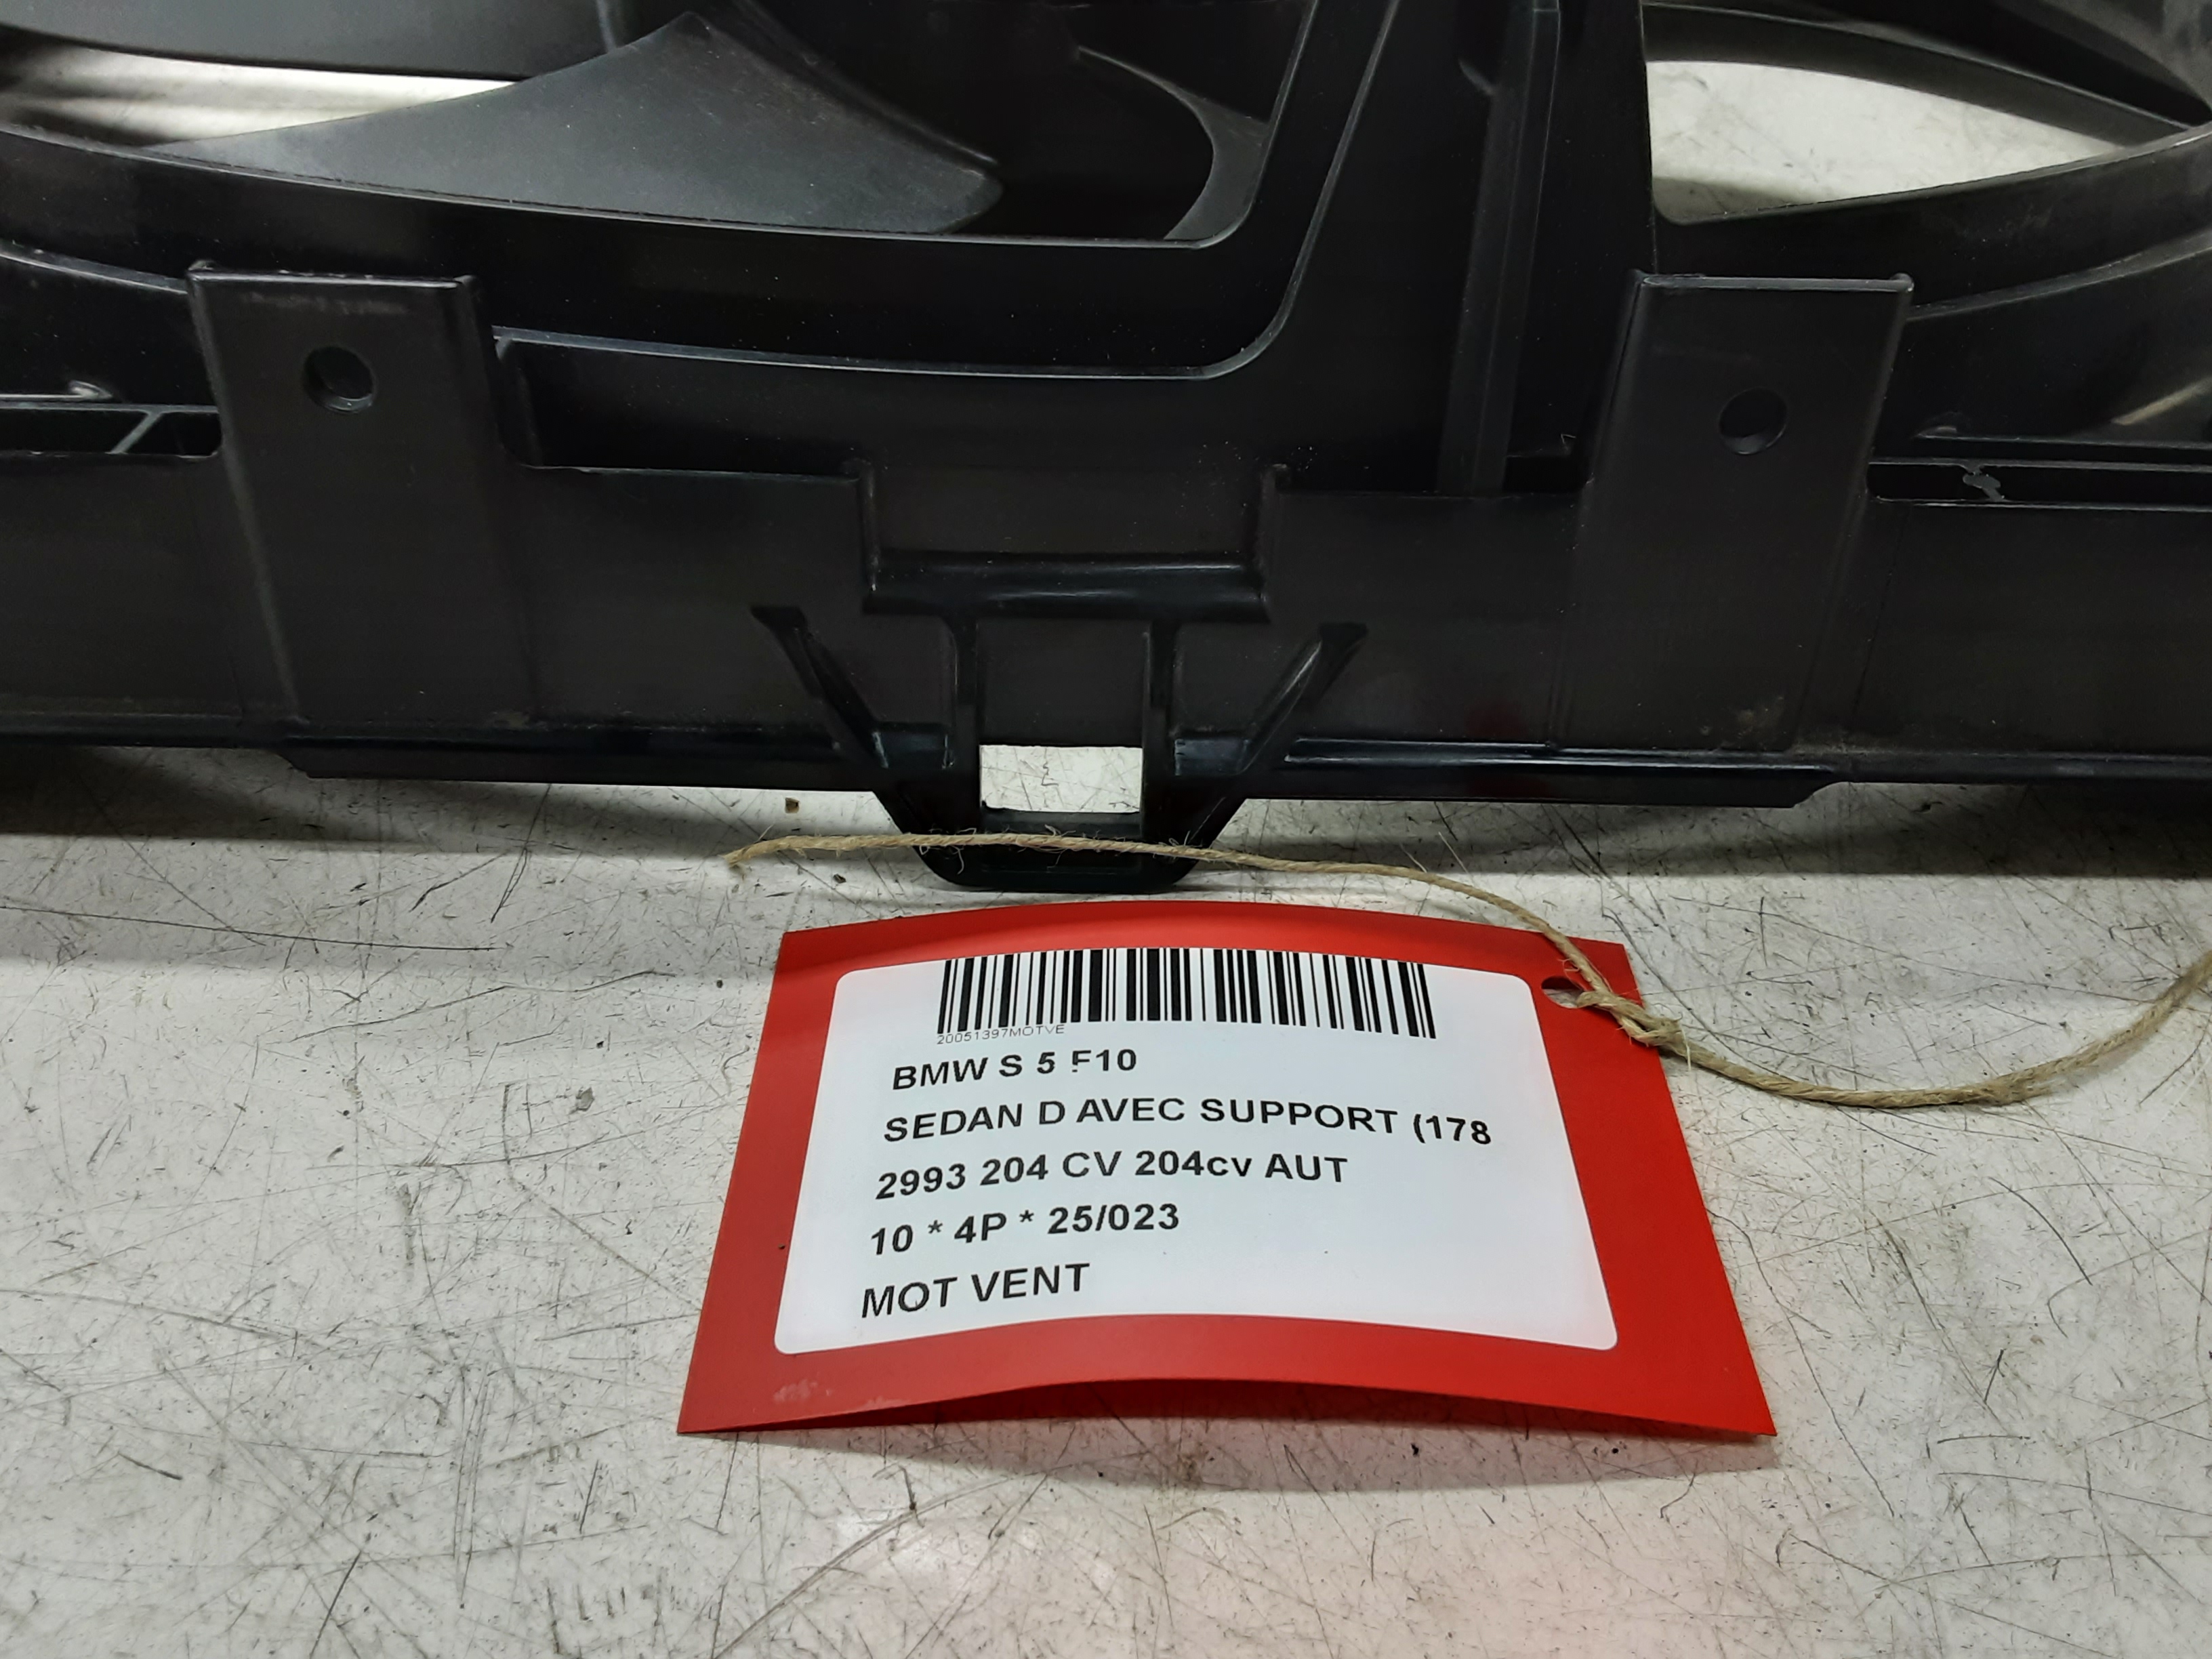 20051397MOTVE
BMW S 5 F10
SEDAN D AVEC SUPPORT (178
2993 204 CV 204cv AUT
10 * 4P * 25/023
MOT VENT